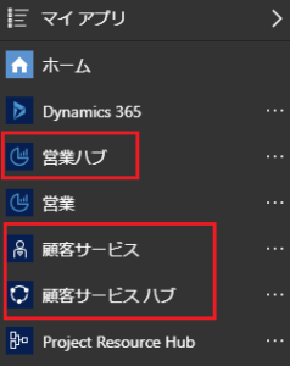 マイ アプリ
ホーム
Dynamics 365
営業ハブ
営業
顧客サービス
顧客サービス ハブ
Project Resource Hub